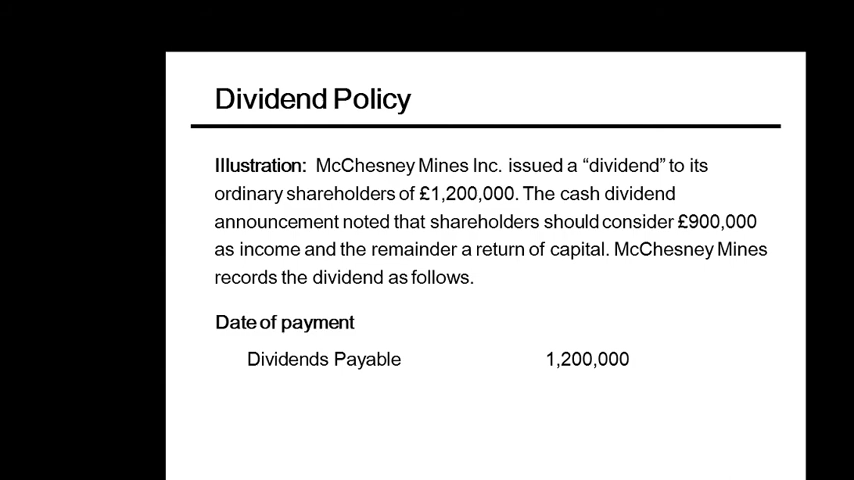 Dividend Policy
Illustration: McChesney Mines Inc. issued a “dividend” to its
ordinary shareholders of £1,200,000. The cash dividend
announcement noted that shareholders should consider £900,000
as income and the remainder a return of capital. McChesney Mines
records the dividend as follows.
Date of payment
Dividends Payable 1,200,000